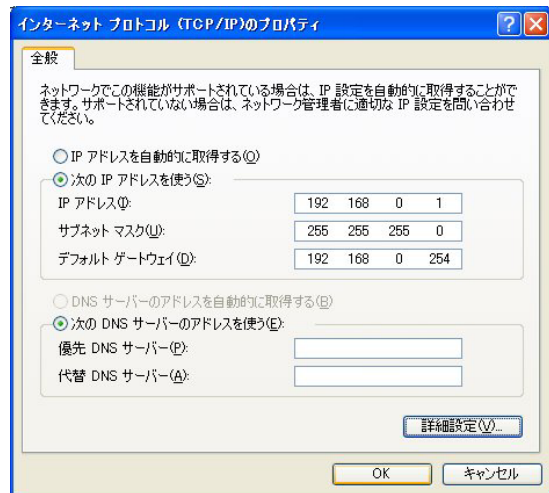 インターネット プロトコル (TCP/IP)のプロパティ
全般
ネットワークでこの機能がサポートされている場合は、IP 設定を自動的に取得することがで
きます。サポートされていない場合は、ネットワーク管理者に適切な IP 設定を問い合わせ
てください。
IP アドレスを自動的に取得する(O)
次の IP アドレスを使う(S):
IP アドレス(I): 192 168 0 1
サブネット マスク(U): 255 255 255 0
デフォルト ゲートウェイ(D): 192 168 0 254
DNS サーバーのアドレスを自動的に取得する(B)
次の DNS サーバーのアドレスを使う(E):
優先 DNS サーバー(P):
代替 DNS サーバー(A):
詳細設定(V)...
OK キャンセル